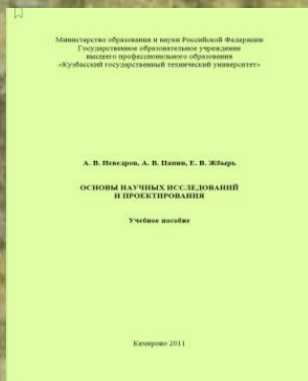 Министерство образования и науки Российской Федерации
Государственное образовательное учреждение
высшего профессионального образования
«Кузбасский государственный технический университет»
А. В. Неведров, А. В. Папин, Е. В. Жбырь
ОСНОВЫ НАУЧНЫХ ИССЛЕДОВАНИЙ
И ПРОЕКТИРОВАНИЯ
Учебное пособие
Кемерово 2011